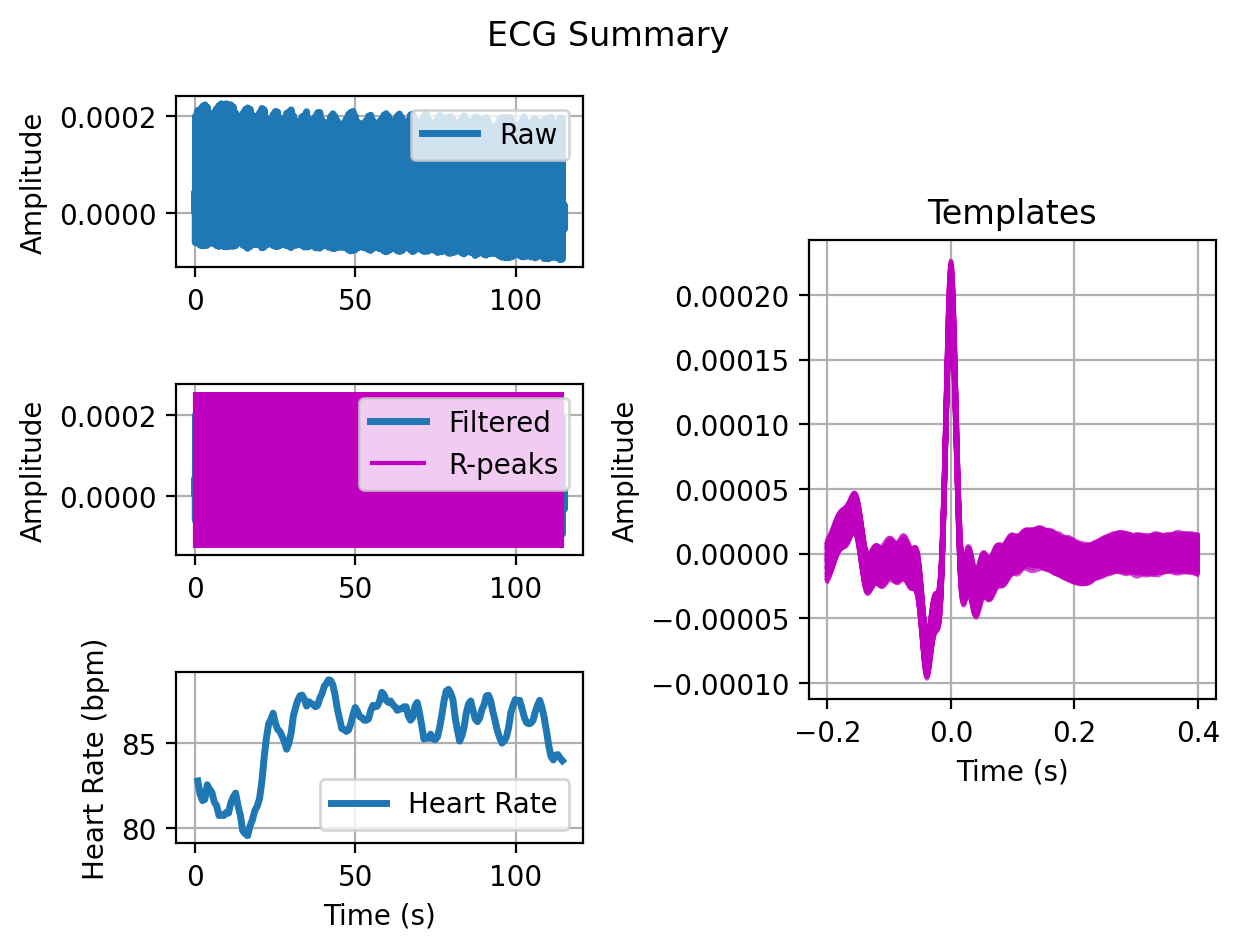 ECG Summary
Amplitude
0.0002
0.0000
Raw
0
50
100
Amplitude
0.0002
0.0000
Filtered
R-peaks
0
50
100
Heart Rate (bpm)
85
80
Heart Rate
0
50
100
Time (s)
Templates
Amplitude
0.00020
0.00015
0.00010
0.00005
0.00000
−0.00005
−0.00010
−0.2
0.0
0.2
0.4
Time (s)